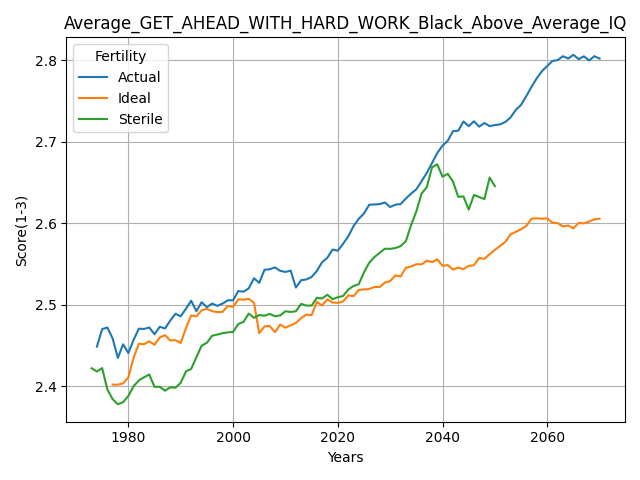 Average_GET_AHEAD_WITH_HARD_WORK_Black_Above_Average_IQ
Fertility
Actual
Ideal
Sterile
2.8
2.7
2.6
2.5
2.4
Score(1-3)
1980
2000
2020
2040
2060
Years